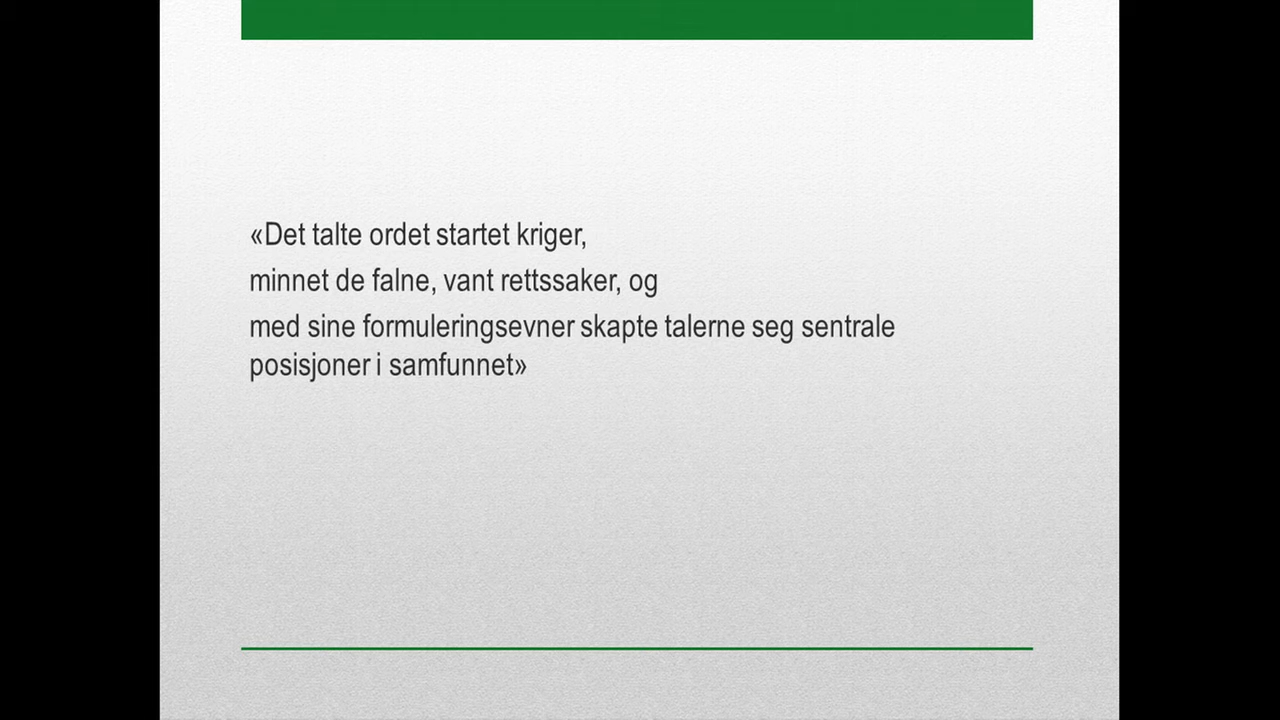 «Det talte ordet startet kriger,
minnet de falne, vant rettssaker, og
med sine formuleringsevner skapte talerne seg sentrale
posisjoner i samfunnet»